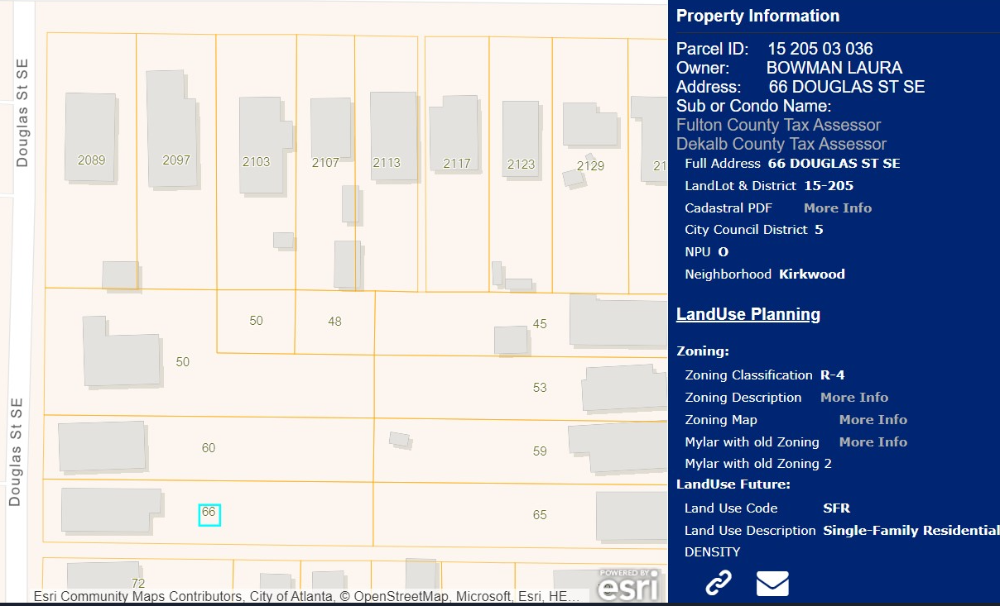 Douglas St SE
2089
2097
2103
2107
2113
2117
2123
2129
21
50
48
45
50
53
60
59
66
65
72
Douglas St SE
POWERED BY
esri
Esri Community Maps Contributors, City of Atlanta, © OpenStreetMap, Microsoft, Esri, HE...
Property Information
Parcel ID: 15 205 03 036
Owner: BOWMAN LAURA
Address: 66 DOUGLAS ST SE
Sub or Condo Name:
Fulton County Tax Assessor
Dekalb County Tax Assessor
Full Address 66 DOUGLAS ST SE
LandLot & District 15-205
Cadastral PDF More Info
City Council District 5
NPU O
Neighborhood Kirkwood
LandUse Planning
Zoning:
Zoning Classification R-4
Zoning Description More Info
Zoning Map More Info
Mylar with old Zoning More Info
Mylar with old Zoning 2
LandUse Future:
Land Use Code SFR
Land Use Description Single-Family Residential
DENSITY